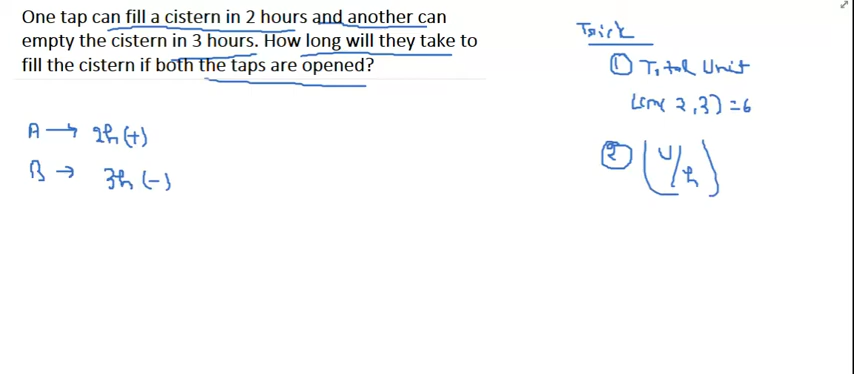 One tap can fill a cistern in 2 hours and another can
empty the cistern in 3 hours. How long will they take to
fill the cistern if both the taps are opened?
Trick
① Total Unit
LCM(2,3) = 6
② (U/h)
A → 2h (+)
B → 3h (-)